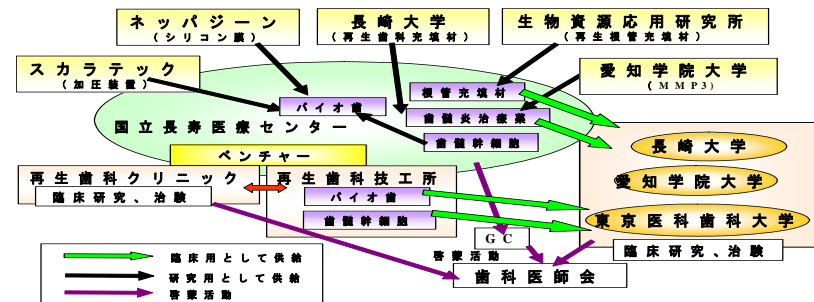 ネッパジーン
(シリコン膜)
長崎大学
(再生歯科充填材)
生物資源応用研究所
(再生根管充填材)
スカラテック
(加圧装置)
愛知学院大学
(MMP3)
根管充填材
バイオ歯
歯髄炎治療薬
国立長寿医療センター
歯髄幹細胞
長崎大学
ベンチャー
愛知学院大学
再生歯科クリニック
臨床研究、治験
再生歯科技工所
バイオ歯
歯髄幹細胞
東京医科歯科大学
臨床研究、治験
GC
啓蒙活動
歯科医師会
臨床用として供給
研究用として供給
啓蒙活動